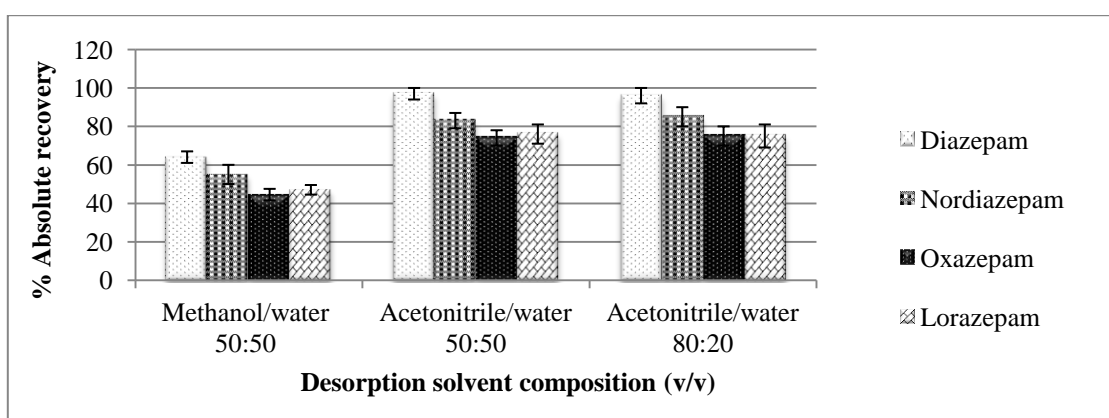 % Absolute recovery
120
100
80
60
40
20
0
Methanol/water Acetonitrile/water Acetonitrile/water
50:50 50:50 80:20
Desorption solvent composition (v/v)
Diazepam
Nordiazepam
Oxazepam
Lorazepam